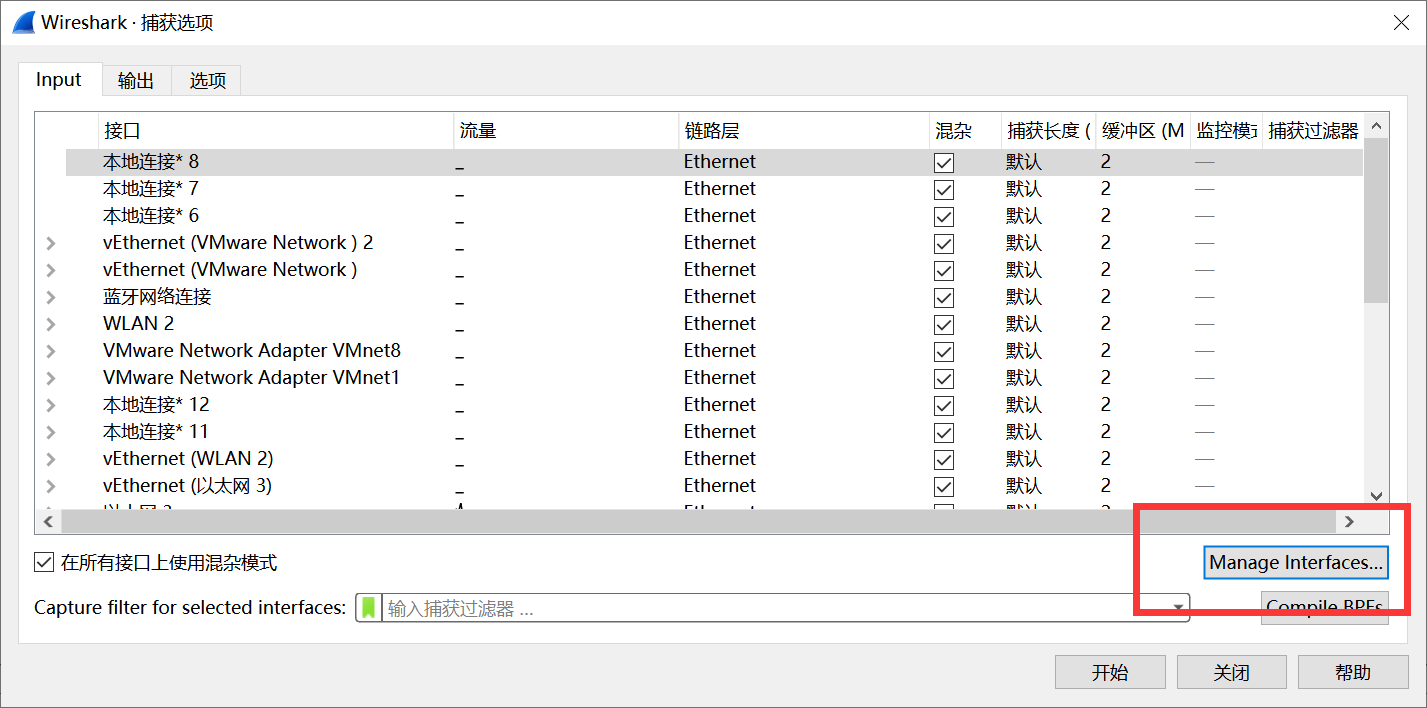 Wireshark · 捕获选项
Input 输出 选项
接口 流量 链路层 混杂 捕获长度 ( 缓冲区 (M 监控模式 捕获过滤器
本地连接* 8 _ Ethernet 默认 2 —
本地连接* 7 _ Ethernet 默认 2 —
本地连接* 6 _ Ethernet 默认 2 —
vEthernet (VMware Network ) 2 _ Ethernet 默认 2 —
vEthernet (VMware Network ) _ Ethernet 默认 2 —
蓝牙网络连接 _ Ethernet 默认 2 —
WLAN 2 _ Ethernet 默认 2 —
VMware Network Adapter VMnet8 _ Ethernet 默认 2 —
VMware Network Adapter VMnet1 _ Ethernet 默认 2 —
本地连接* 12 _ Ethernet 默认 2 —
本地连接* 11 _ Ethernet 默认 2 —
vEthernet (WLAN 2) _ Ethernet 默认 2 —
vEthernet (以太网 3) _ Ethernet 默认 2 —
在所有接口上使用混杂模式 Manage Interfaces...
Capture filter for selected interfaces: 输入捕获过滤器 ... Compile BPFs
开始 关闭 帮助